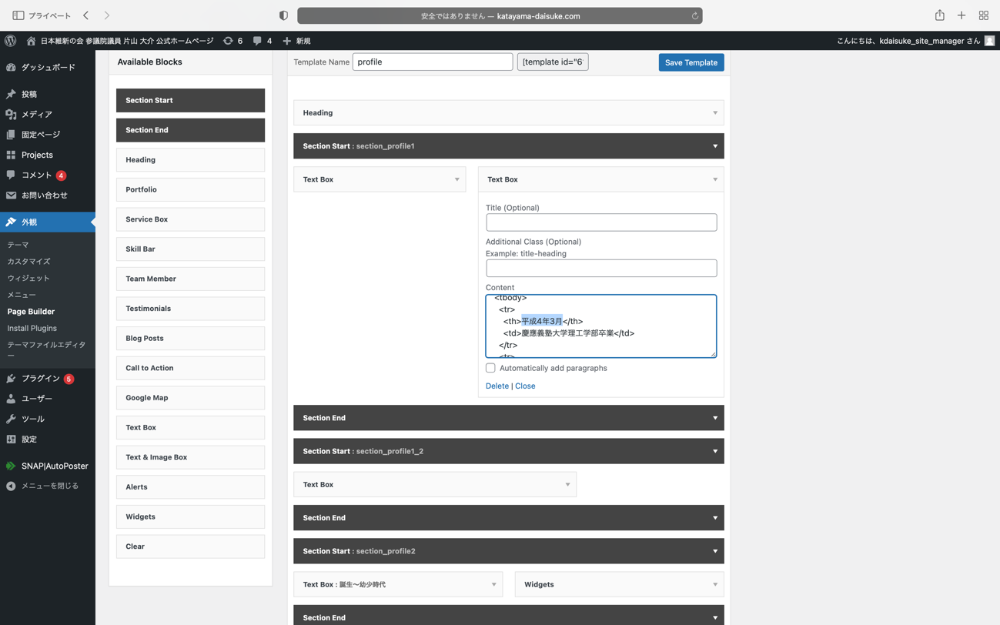 プライベート
安全ではありません — katayama-daisuke.com
日本維新の会 参議院議員 片山 大介 公式ホームページ
6
4
新規
こんにちは、kdaisuke_site_manager さん
ダッシュボード
投稿
メディア
固定ページ
Projects
コメント 4
お問い合わせ
外観
テーマ
カスタマイズ
ウィジェット
メニュー
Page Builder
Install Plugins
テーマファイルエディタ
ー
プラグイン 5
ユーザー
ツール
設定
SNAP|AutoPoster
メニューを閉じる
Available Blocks
Section Start
Section End
Heading
Portfolio
Service Box
Skill Bar
Team Member
Testimonials
Blog Posts
Call to Action
Google Map
Text Box
Text & Image Box
Alerts
Widgets
Clear
Template Name
profile
[template id="6
Save Template
Heading
Section Start : section_profile1
Text Box
Text Box
Title (Optional)
Additional Class (Optional)
Example: title-heading
Content
<tbody>
<tr>
<th>平成4年3月</th>
<td>慶應義塾大学理工学部卒業</td>
</tr>
<tr>
Automatically add paragraphs
Delete | Close
Section End
Section Start : section_profile1_2
Text Box
Section End
Section Start : section_profile2
Text Box : 誕生〜幼少時代
Widgets
Section End